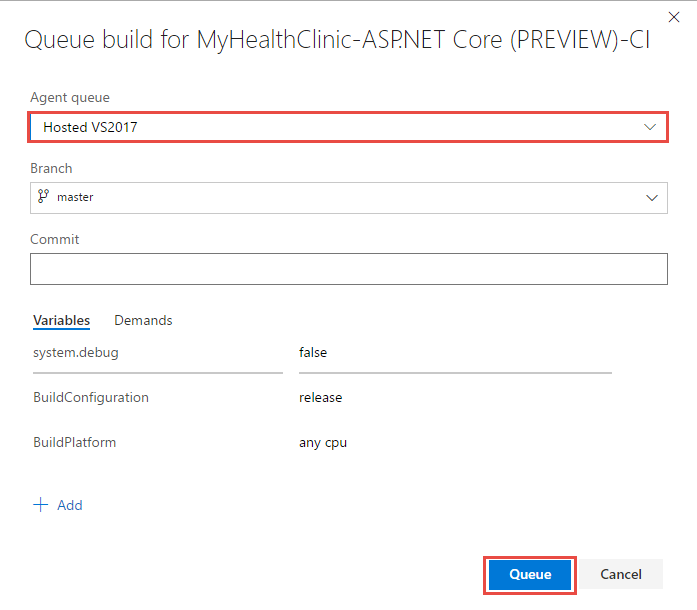 Queue build for MyHealthClinic-ASP.NET Core (PREVIEW)-CI
Agent queue
Hosted VS2017
Branch
master
Commit
Variables Demands
system.debug false
BuildConfiguration release
BuildPlatform any cpu
Add
Queue Cancel